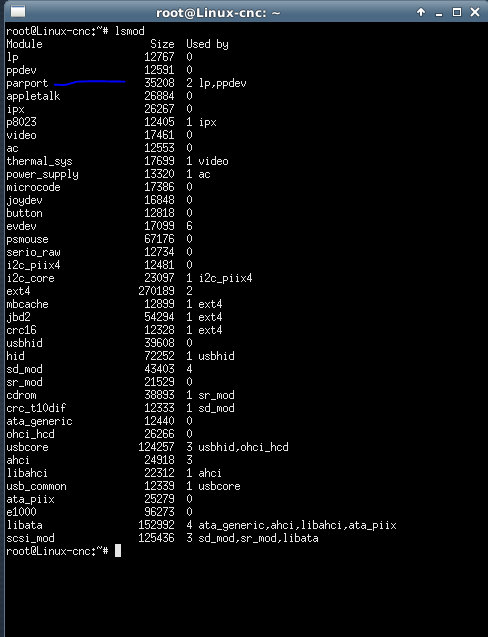 root@Linux-cnc: ~
root@Linux-cnc:~# lsmod
Module Size Used by
lp 12767 0
ppdev 12591 0
parport 35208 2 lp,ppdev
appletalk 26884 0
ipx 26267 0
p8023 12405 1 ipx
video 17461 0
ac 12553 0
thermal_sys 17699 1 video
power_supply 13320 1 ac
microcode 17386 0
joydev 16848 0
button 12818 0
evdev 17099 6
psmouse 67176 0
serio_raw 12734 0
i2c_piix4 12481 0
i2c_core 23097 1 i2c_piix4
ext4 270189 2
mbcache 12899 1 ext4
jbd2 54294 1 ext4
crc16 12328 1 ext4
usbhid 39608 0
hid 72252 1 usbhid
sd_mod 43403 4
sr_mod 21529 0
cdrom 38893 1 sr_mod
crc_t10dif 12333 1 sd_mod
ata_generic 12440 0
ohci_hcd 26266 0
usbcore 124257 3 usbhid,ohci_hcd
ahci 24918 3
libahci 22312 1 ahci
usb_common 12339 1 usbcore
ata_piix 25279 0
e1000 96273 0
libata 152992 4 ata_generic,ahci,libahci,ata_piix
scsi_mod 125436 3 sd_mod,sr_mod,libata
root@Linux-cnc:~#